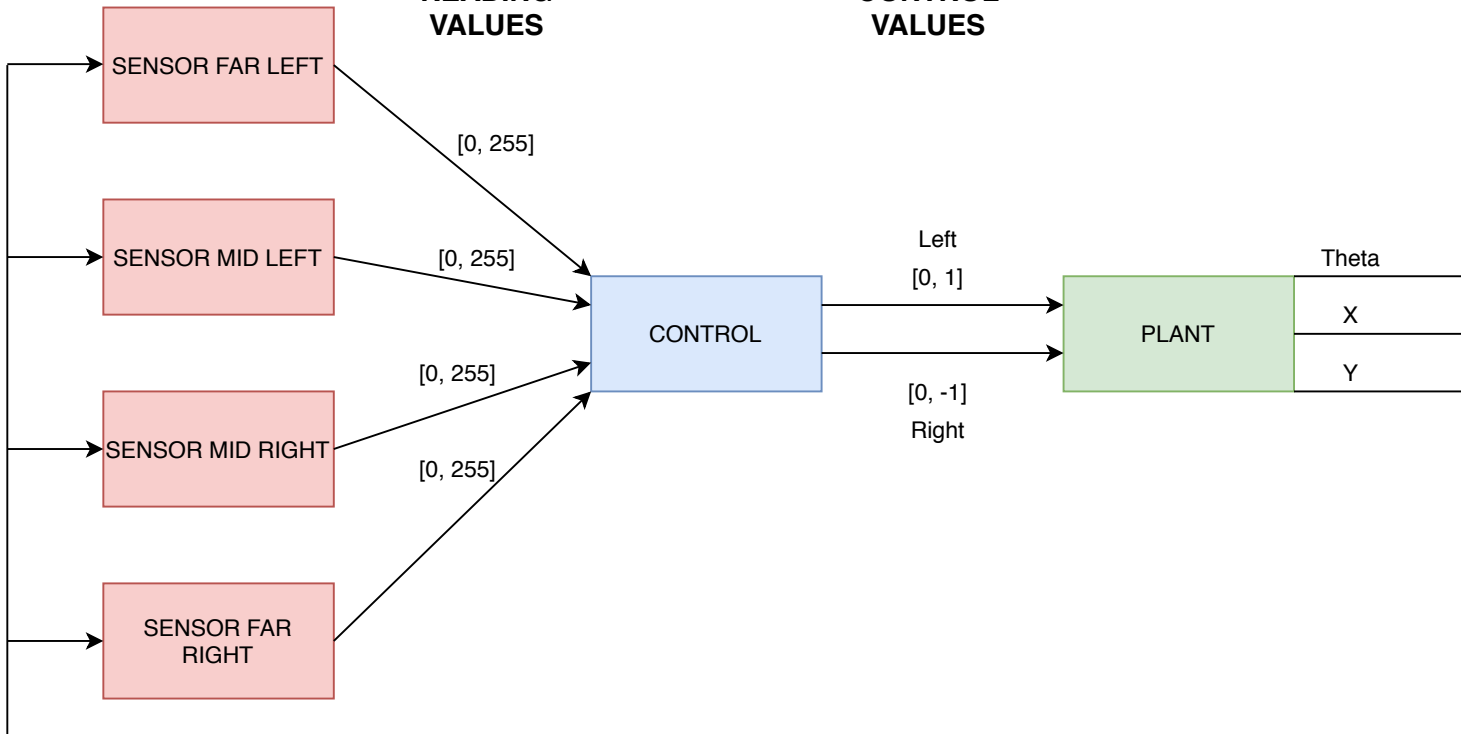 VALUES
VALUES
SENSOR FAR LEFT
[0, 255]
SENSOR MID LEFT
[0, 255]
SENSOR MID RIGHT
[0, 255]
SENSOR FAR
RIGHT
[0, 255]
CONTROL
Left
[0, 1]
[0, -1]
Right
PLANT
Theta
X
Y